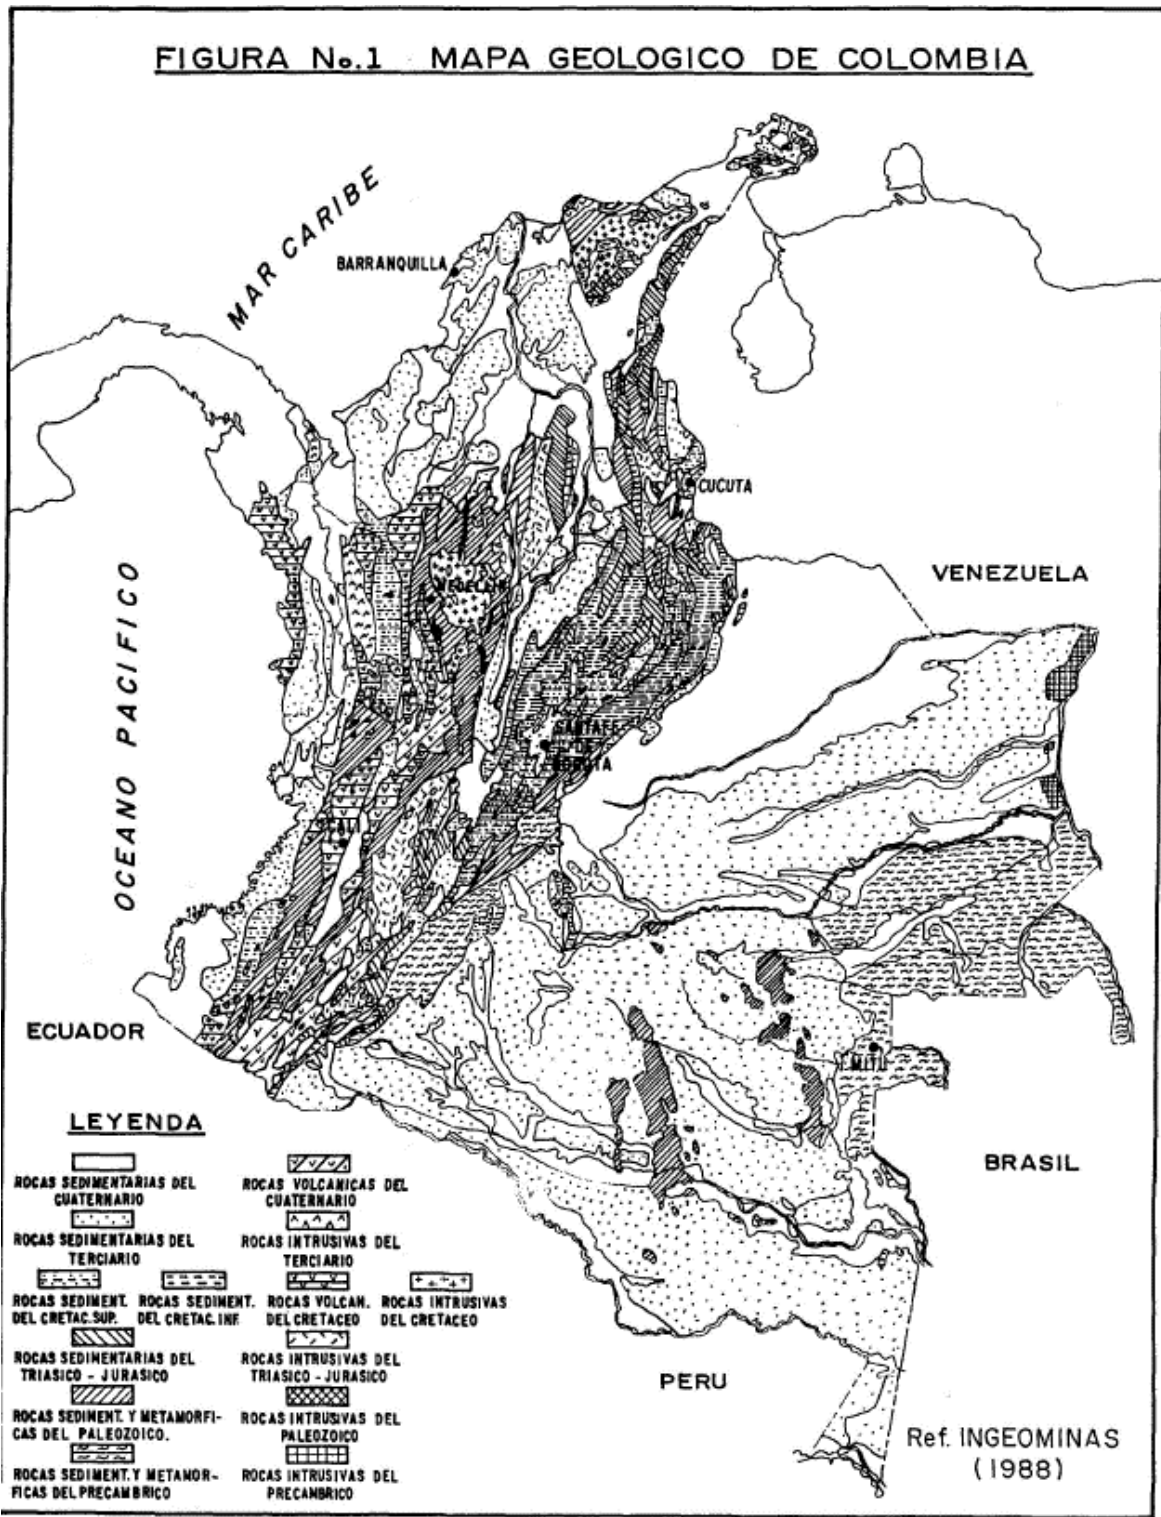 FIGURA No.1 MAPA GEOLOGICO DE COLOMBIA
MAR CARIBE
BARRANQUILLA
CUCUTA
VENEZUELA
MEDELLIN
OCEANO PACIFICO
SANTAFE
DE
BOGOTA
CALI
ECUADOR
MITU
BRASIL
PERU
LEYENDA
ROCAS SEDIMENTARIAS DEL
CUATERNARIO
ROCAS VOLCANICAS DEL
CUATERNARIO
ROCAS SEDIMENTARIAS DEL
TERCIARIO
ROCAS INTRUSIVAS DEL
TERCIARIO
ROCAS SEDIMENT.
DEL CRETAC. SUP.
ROCAS SEDIMENT.
DEL CRETAC. INF.
ROCAS VOLCAN.
DEL CRETACEO
ROCAS INTRUSIVAS
DEL CRETACEO
ROCAS SEDIMENTARIAS DEL
TRIASICO - JURASICO
ROCAS INTRUSIVAS DEL
TRIASICO - JURASICO
ROCAS SEDIMENT. Y METAMORFI-
CAS DEL PALEOZOICO.
ROCAS INTRUSIVAS DEL
PALEOZOICO
ROCAS SEDIMENT. Y METAMOR-
FICAS DEL PRECAMBRICO
ROCAS INTRUSIVAS DEL
PRECAMBRICO
Ref. INGEOMINAS
(1988)